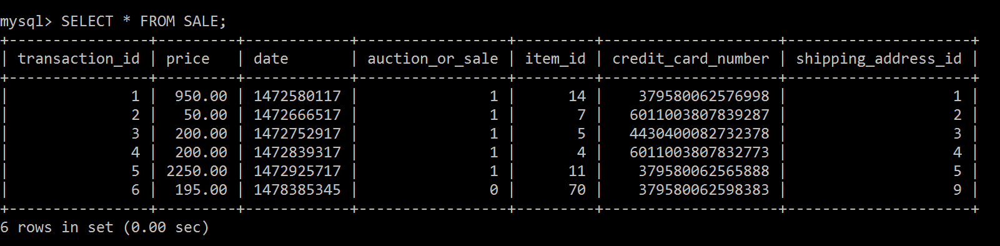 mysql> SELECT * FROM SALE;
+----------------+---------+------------+-----------------+---------+--------------------+---------------------+
| transaction_id | price   | date       | auction_or_sale | item_id | credit_card_number | shipping_address_id |
+----------------+---------+------------+-----------------+---------+--------------------+---------------------+
|              1 |  950.00 | 1472580117 |               1 |      14 |    379580062576998 |                   1 |
|              2 |   50.00 | 1472666517 |               1 |       7 |   6011003807839287 |                   2 |
|              3 |  200.00 | 1472752917 |               1 |       5 |   4430400082732378 |                   3 |
|              4 |  200.00 | 1472839317 |               1 |       4 |   6011003807832773 |                   4 |
|              5 | 2250.00 | 1472925717 |               1 |      11 |    379580062565888 |                   5 |
|              6 |  195.00 | 1478385345 |               0 |      70 |    379580062598383 |                   9 |
+----------------+---------+------------+-----------------+---------+--------------------+---------------------+
6 rows in set (0.00 sec)